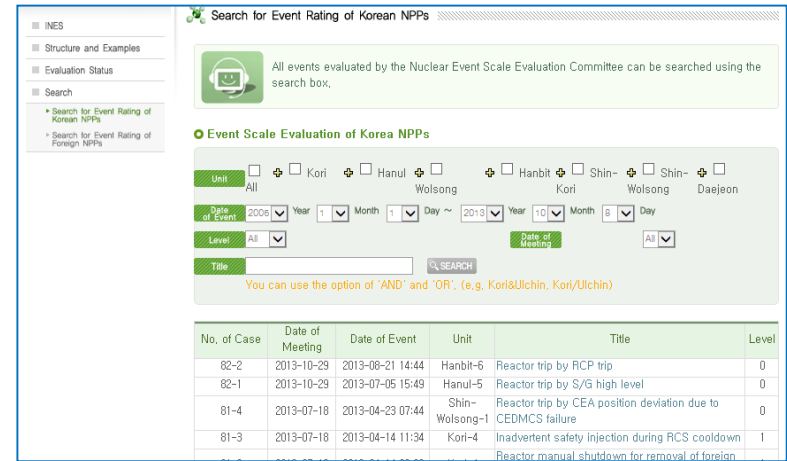 Search for Event Rating of Korean NPPs
INES
Structure and Examples
Evaluation Status
Search
Search for Event Rating of
Korean NPPs
Search for Event Rating of
Foreign NPPs
All events evaluated by the Nuclear Event Scale Evaluation Committee can be searched using the
search box,
Event Scale Evaluation of Korea NPPs
Unit All Kori Hanul Wolsong Hanbit Shin-Kori Shin-Wolsong Daejeon
Date of Event 2006 Year 1 Month 1 Day ~ 2013 Year 10 Month 8 Day
Level All Date of Meeting All
Title SEARCH
You can use the option of 'AND' and 'OR', (e,g, Kori&Ulchin, Kori/Ulchin)
No, of Case Date of Meeting Date of Event Unit Title Level
82-2 2013-10-29 2013-08-21 14:44 Hanbit-6 Reactor trip by RCP trip 0
82-1 2013-10-29 2013-07-05 15:49 Hanul-5 Reactor trip by S/G high level 0
81-4 2013-07-18 2013-04-23 07:44 Shin-Wolsong-1 Reactor trip by CEA position deviation due to CEDMCS failure 0
81-3 2013-07-18 2013-04-14 11:34 Kori-4 Inadvertent safety injection during RCS cooldown 1
Reactor manual shutdown for removal of foreign